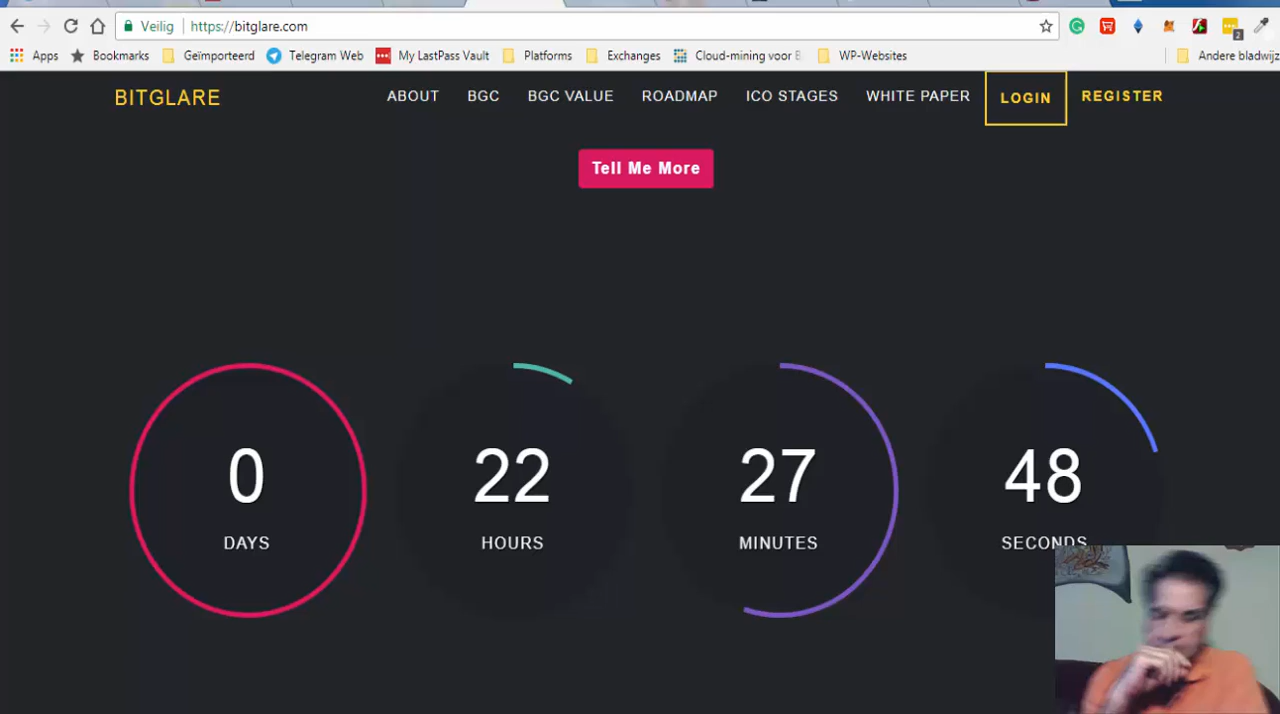 Veilig https://bitglare.com
Apps Bookmarks Geïmporteerd Telegram Web My LastPass Vault Platforms Exchanges Cloud-mining voor B WP-Websites Andere bladwijz
2
BITGLARE ABOUT BGC BGC VALUE ROADMAP ICO STAGES WHITE PAPER LOGIN REGISTER
Tell Me More
0 22 27 48
DAYS HOURS MINUTES SECONDS